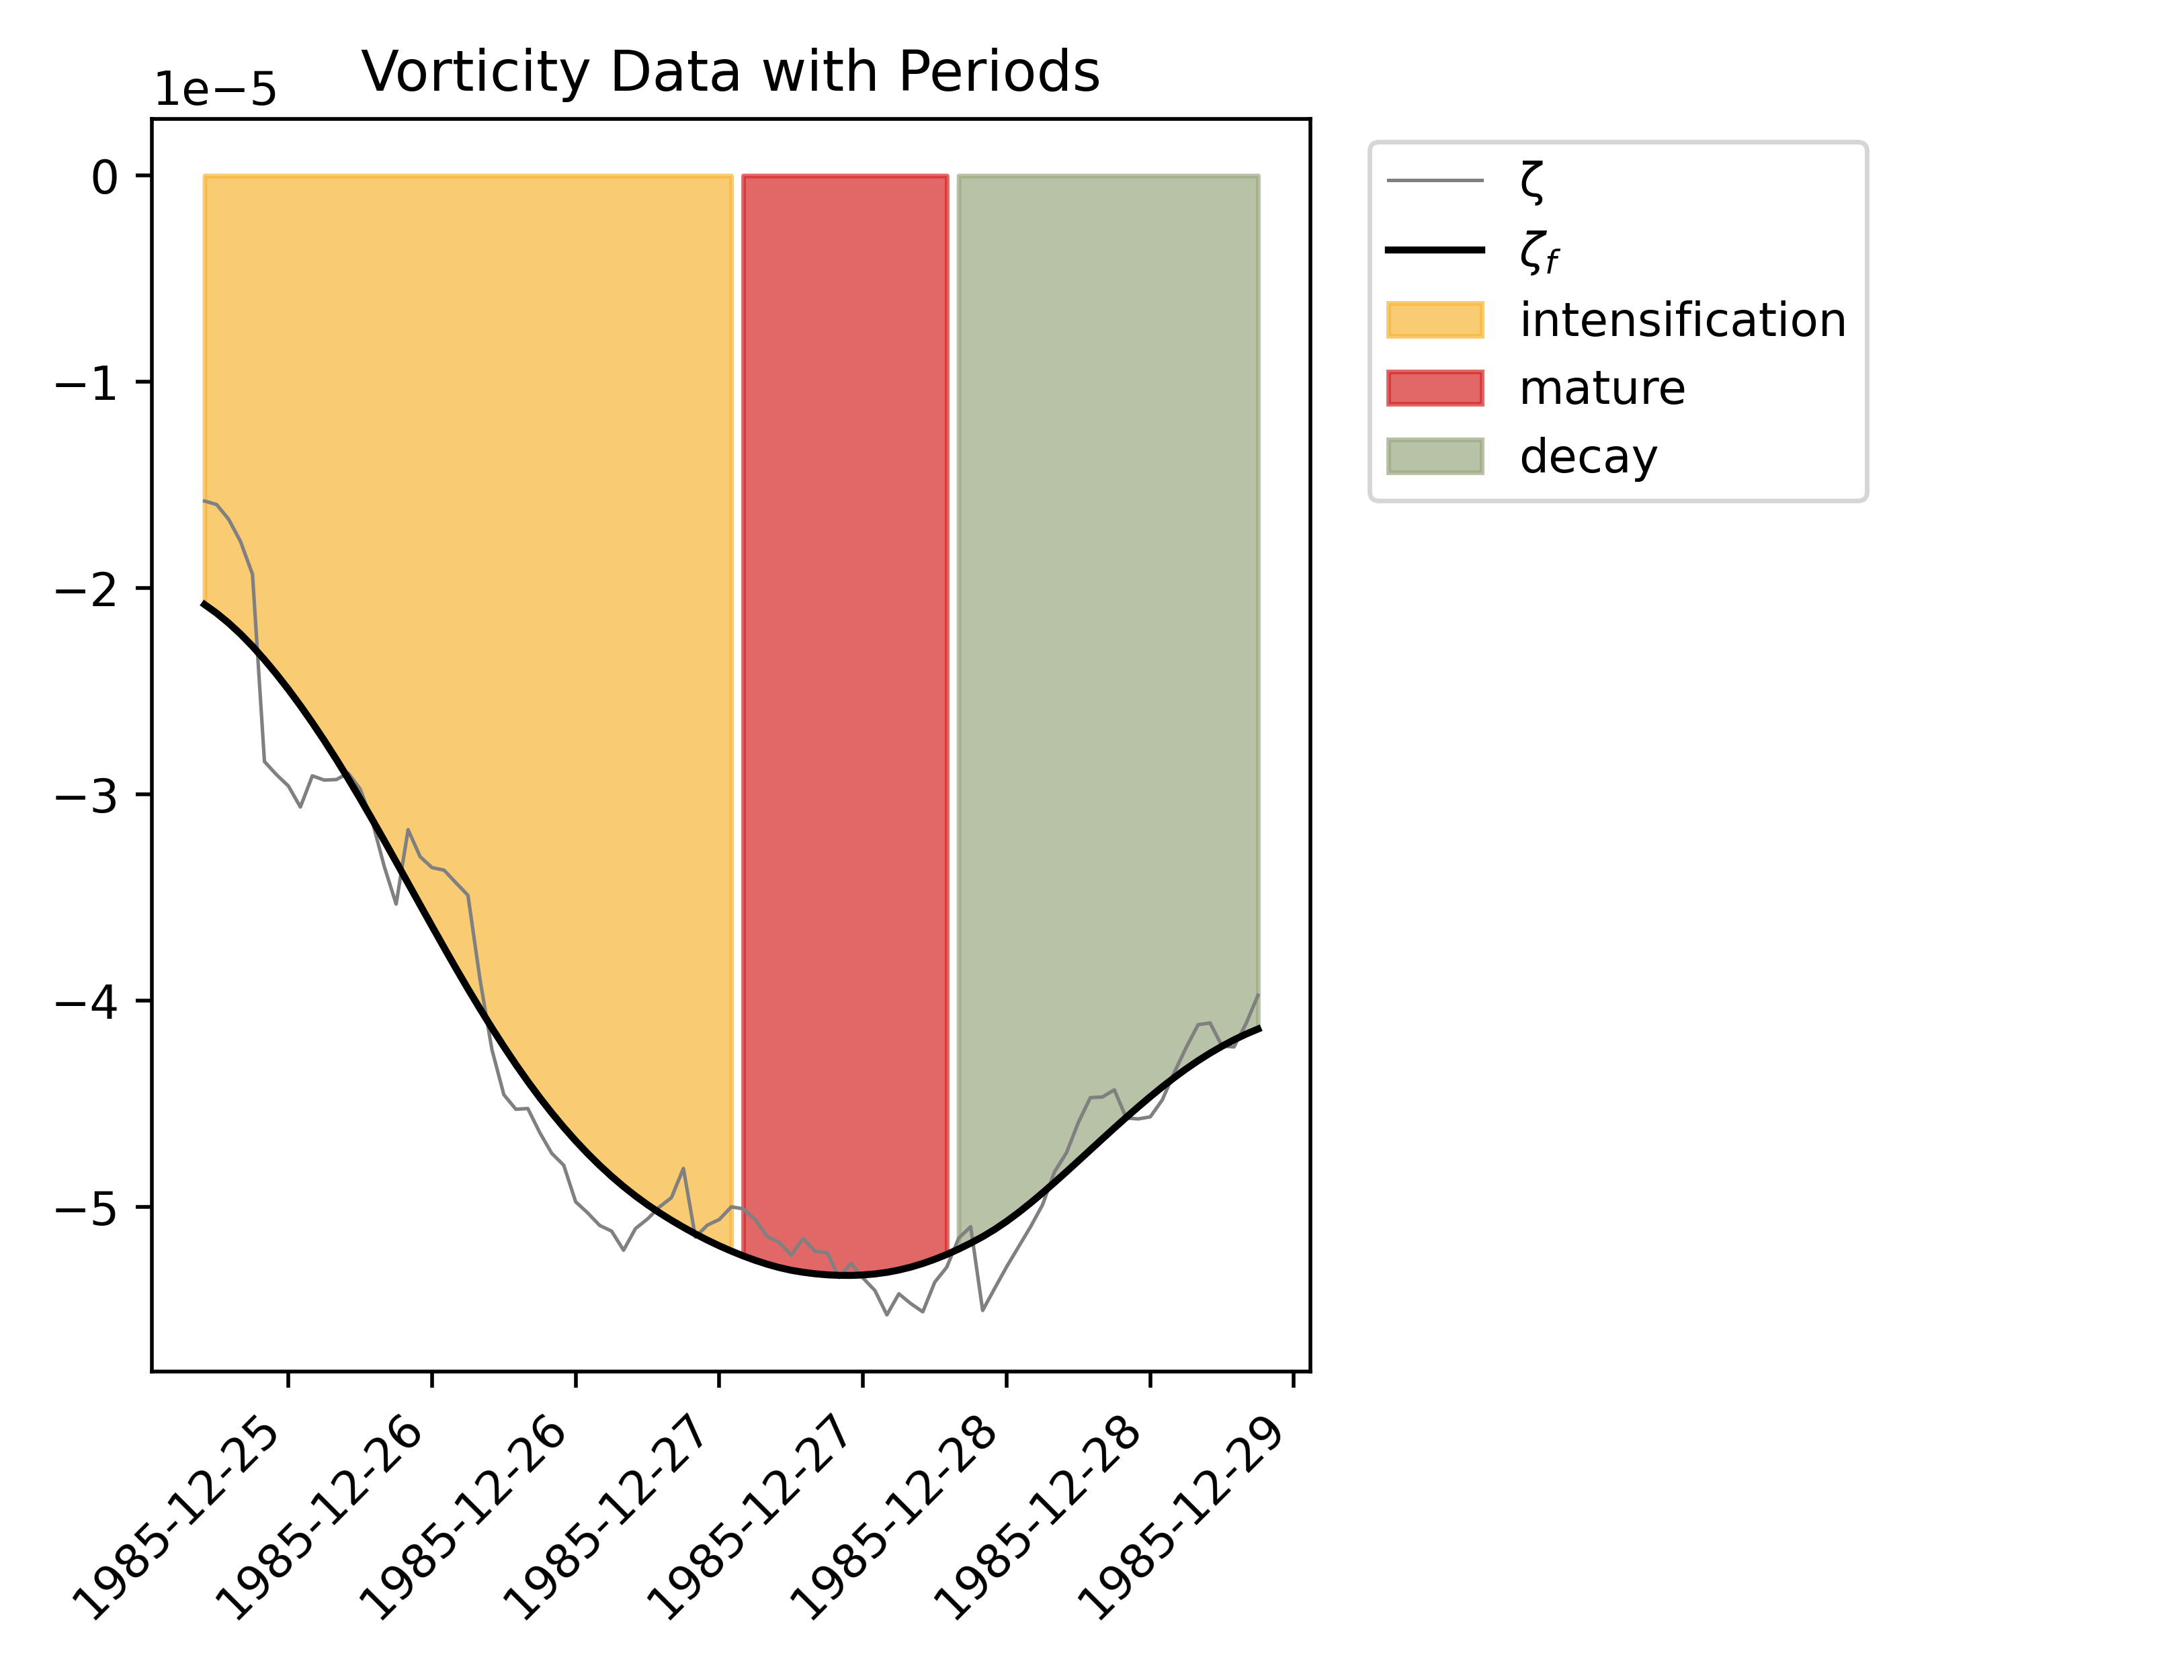 Vorticity Data with Periods
1e−5
0
−1
−2
−3
−4
−5
1985-12-25
1985-12-26
1985-12-26
1985-12-27
1985-12-27
1985-12-28
1985-12-28
1985-12-29
ζ
ζf
intensification
mature
decay